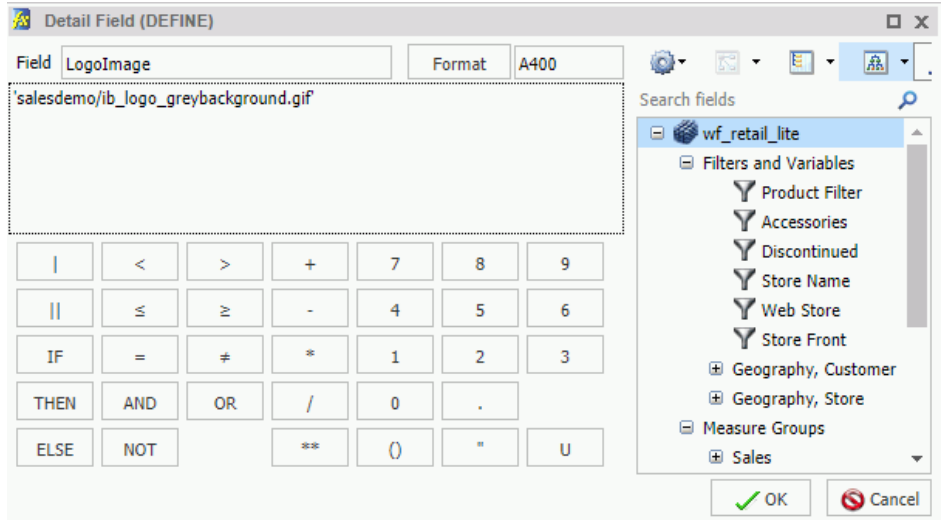 Detail Field (DEFINE)
Field LogoImage Format A400
'salesdemo/ib_logo_greybackground.gif'
| < > + 7 8 9
|| ≤ ≥ - 4 5 6
IF = ≠ * 1 2 3
THEN AND OR / 0 .
ELSE NOT ** () " U
Search fields
wf_retail_lite
Filters and Variables
Product Filter
Accessories
Discontinued
Store Name
Web Store
Store Front
Geography, Customer
Geography, Store
Measure Groups
Sales
OK Cancel